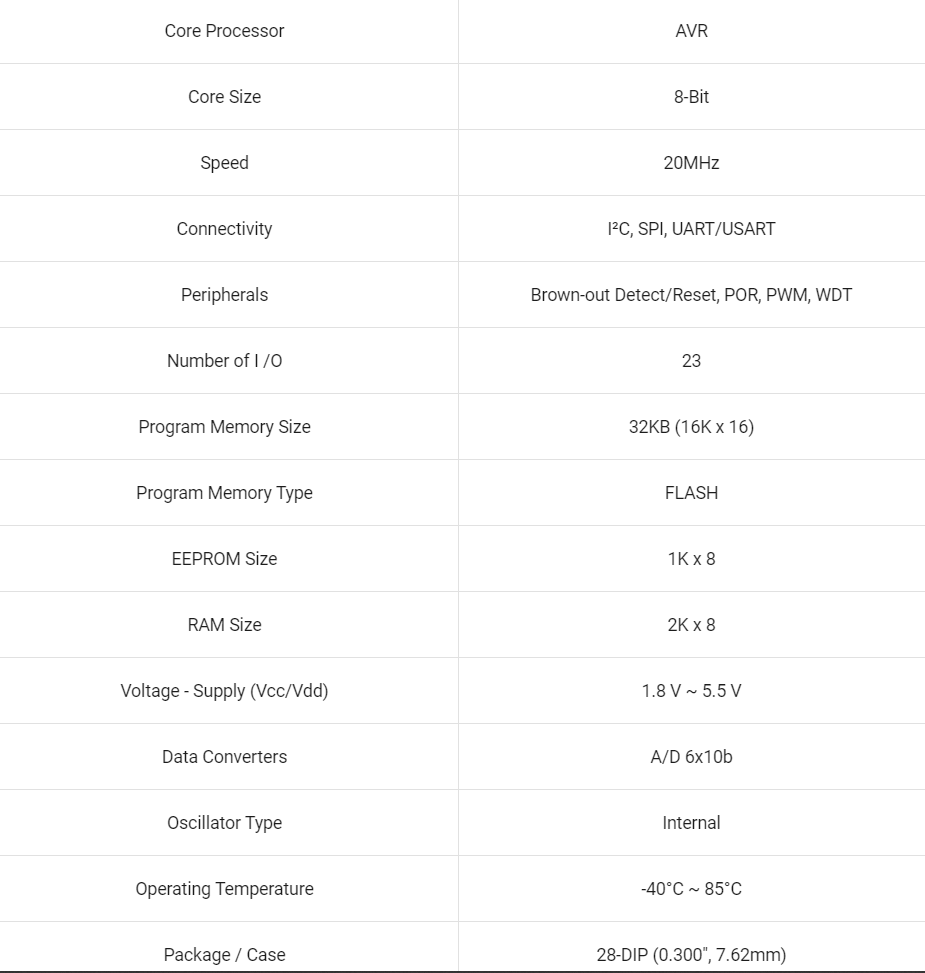 Core Processor AVR
Core Size 8-Bit
Speed 20MHz
Connectivity I²C, SPI, UART/USART
Peripherals Brown-out Detect/Reset, POR, PWM, WDT
Number of I /O 23
Program Memory Size 32KB (16K x 16)
Program Memory Type FLASH
EEPROM Size 1K x 8
RAM Size 2K x 8
Voltage - Supply (Vcc/Vdd) 1.8 V ~ 5.5 V
Data Converters A/D 6x10b
Oscillator Type Internal
Operating Temperature -40°C ~ 85°C
Package / Case 28-DIP (0.300", 7.62mm)